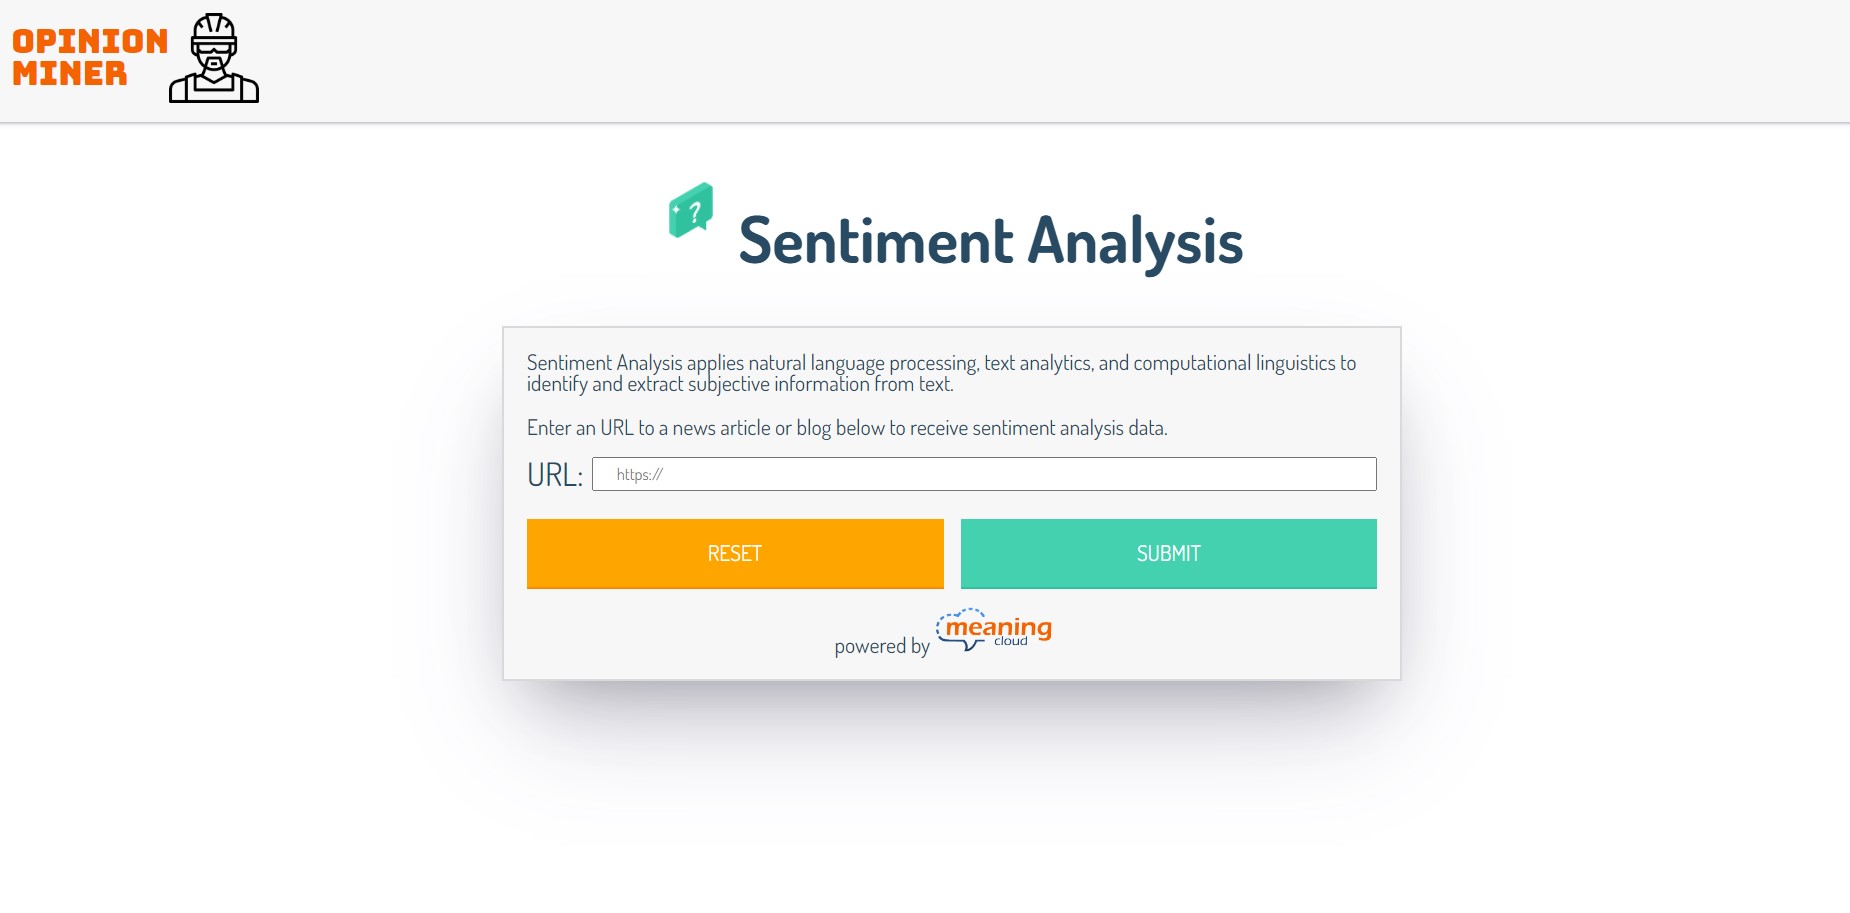 OPINION
MINER
?
Sentiment Analysis
Sentiment Analysis applies natural language processing, text analytics, and computational linguistics to
identify and extract subjective information from text.
Enter an URL to a news article or blog below to receive sentiment analysis data.
URL: https://
RESET SUBMIT
powered by meaning cloud